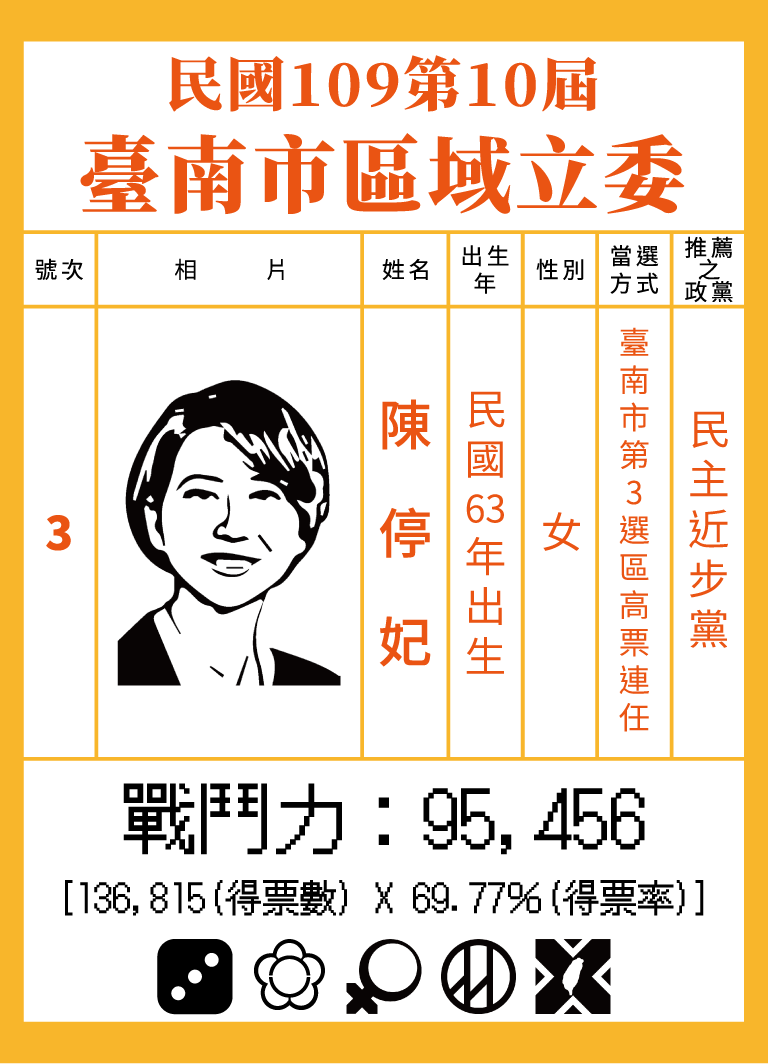 民國109第10屆
臺南市區域立委
號次
相片
姓名
出生年
性別
當選方式
推薦之政黨
3
陳停妃
民國63年出生
女
臺南市第3選區高票連任
民主近步黨
戰鬥力：95,456
[136,815(得票數) X 69.77%(得票率)]